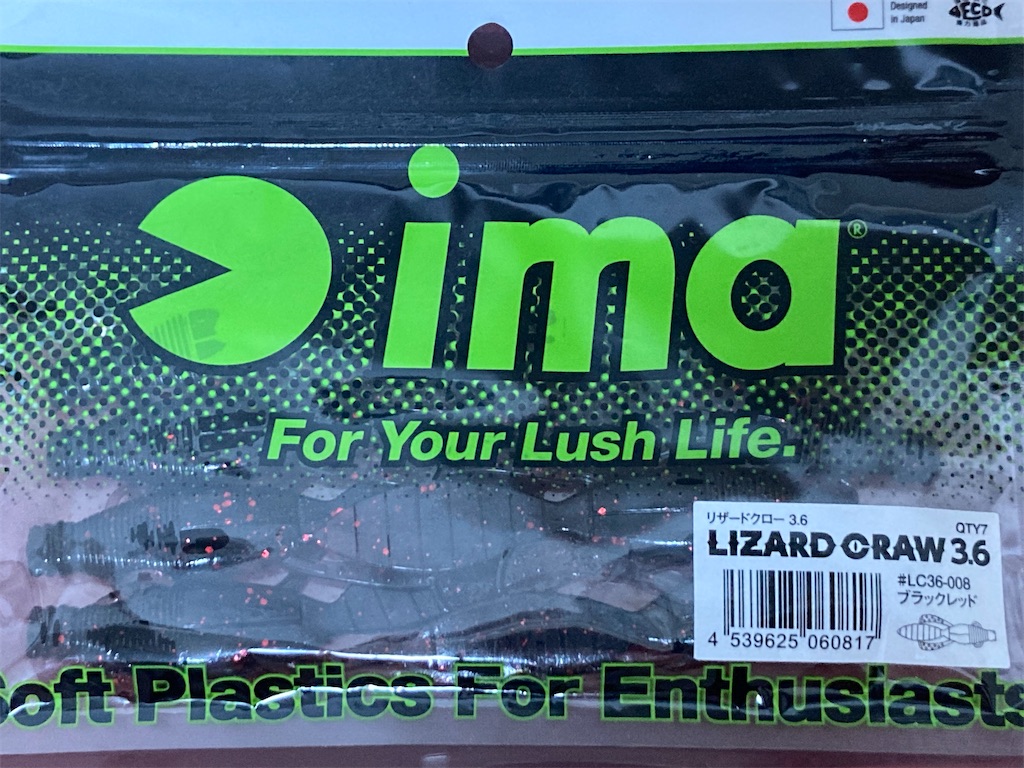 Designed
in Japan
ECO
ima®
For Your Lush Life.
リザードクロー 3.6
QTY7
LIZARD CRAW 3.6
#LC36-008
ブラックレッド
4 539625 060817
Soft Plastics For Enthusiasts